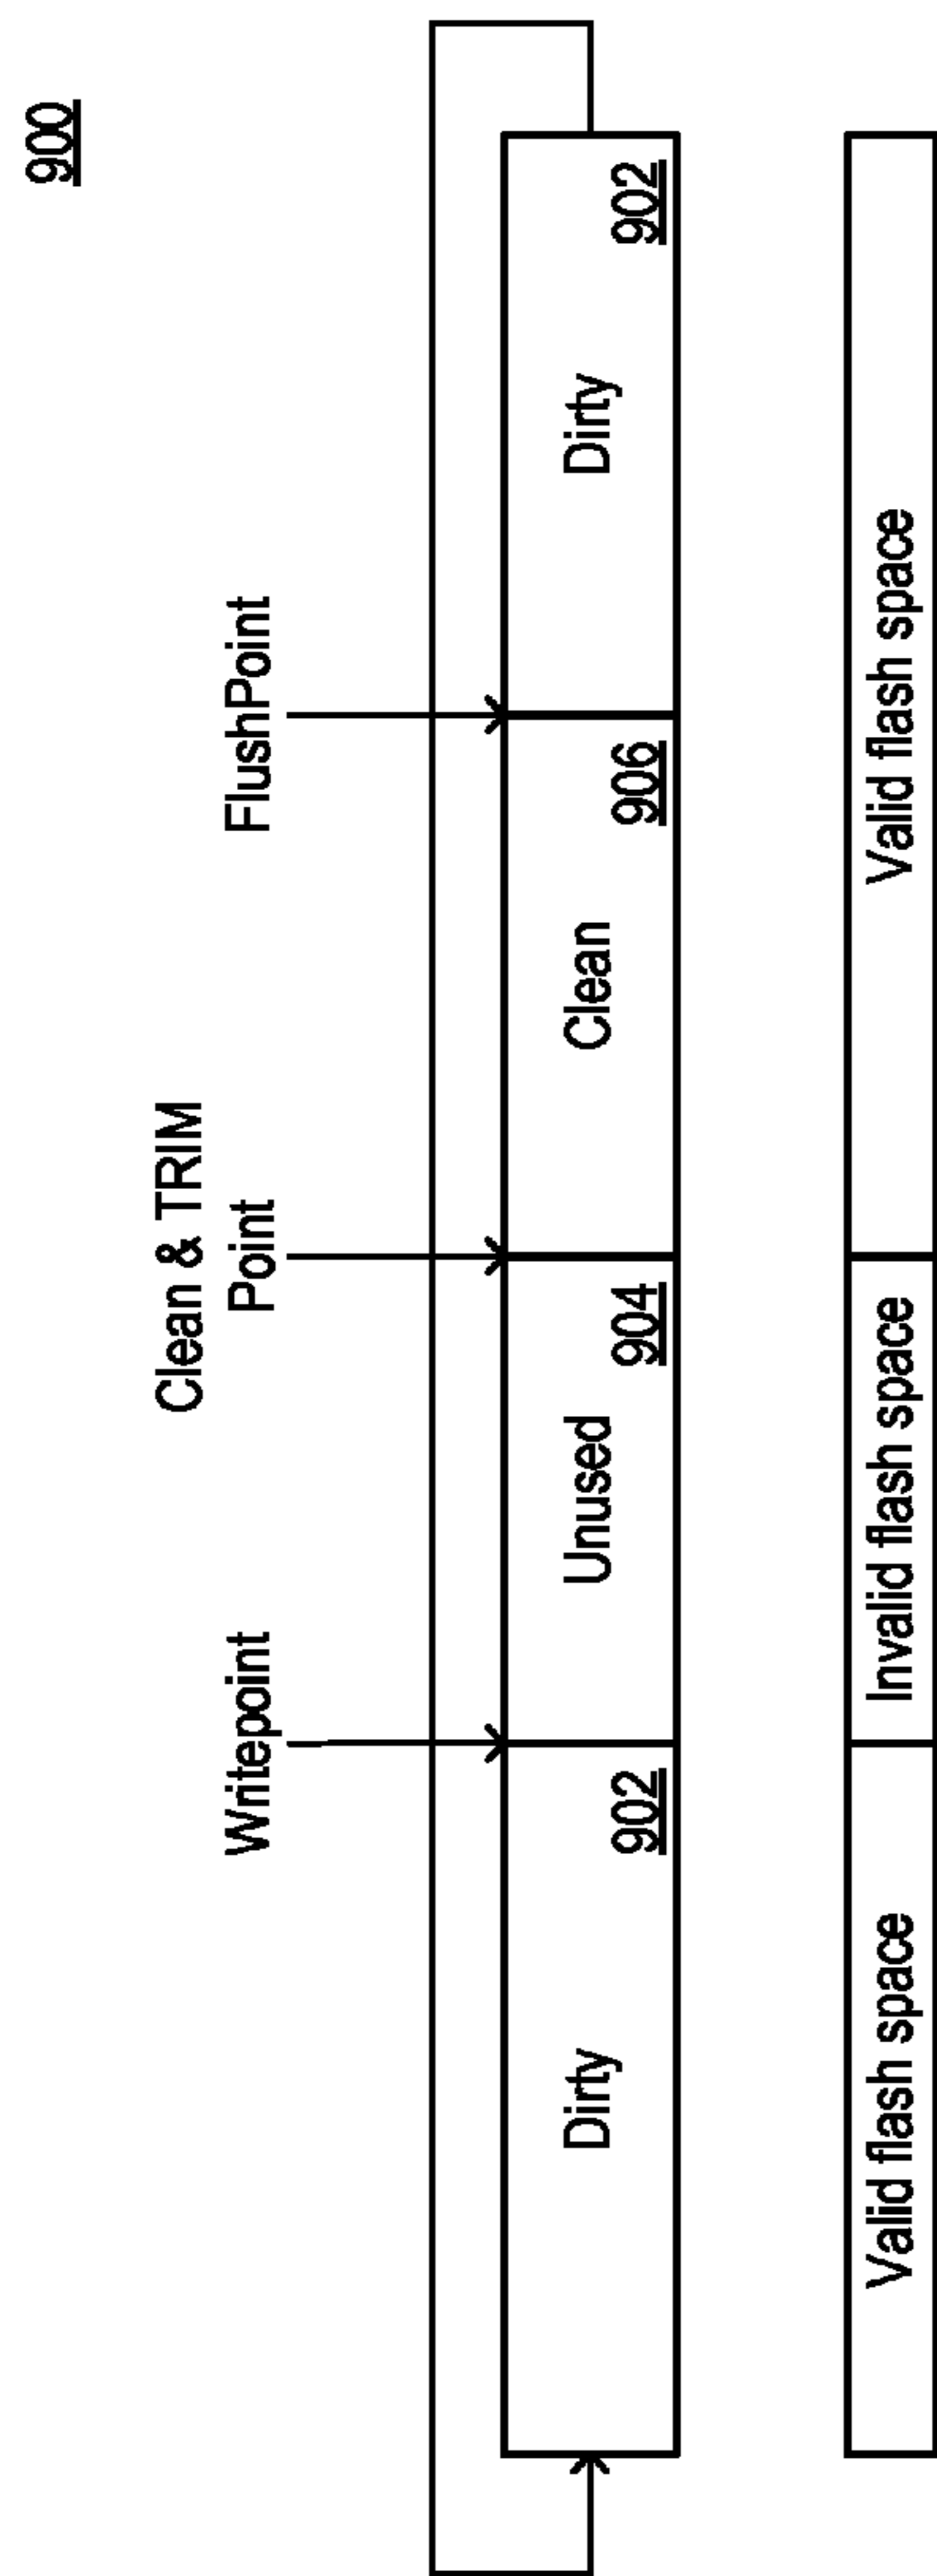 900
Clean & TRIM
Point
Writepoint
FlushPoint
Dirty
902
Unused
904
Clean
906
Dirty
902
Valid flash space
Invalid flash space
Valid flash space